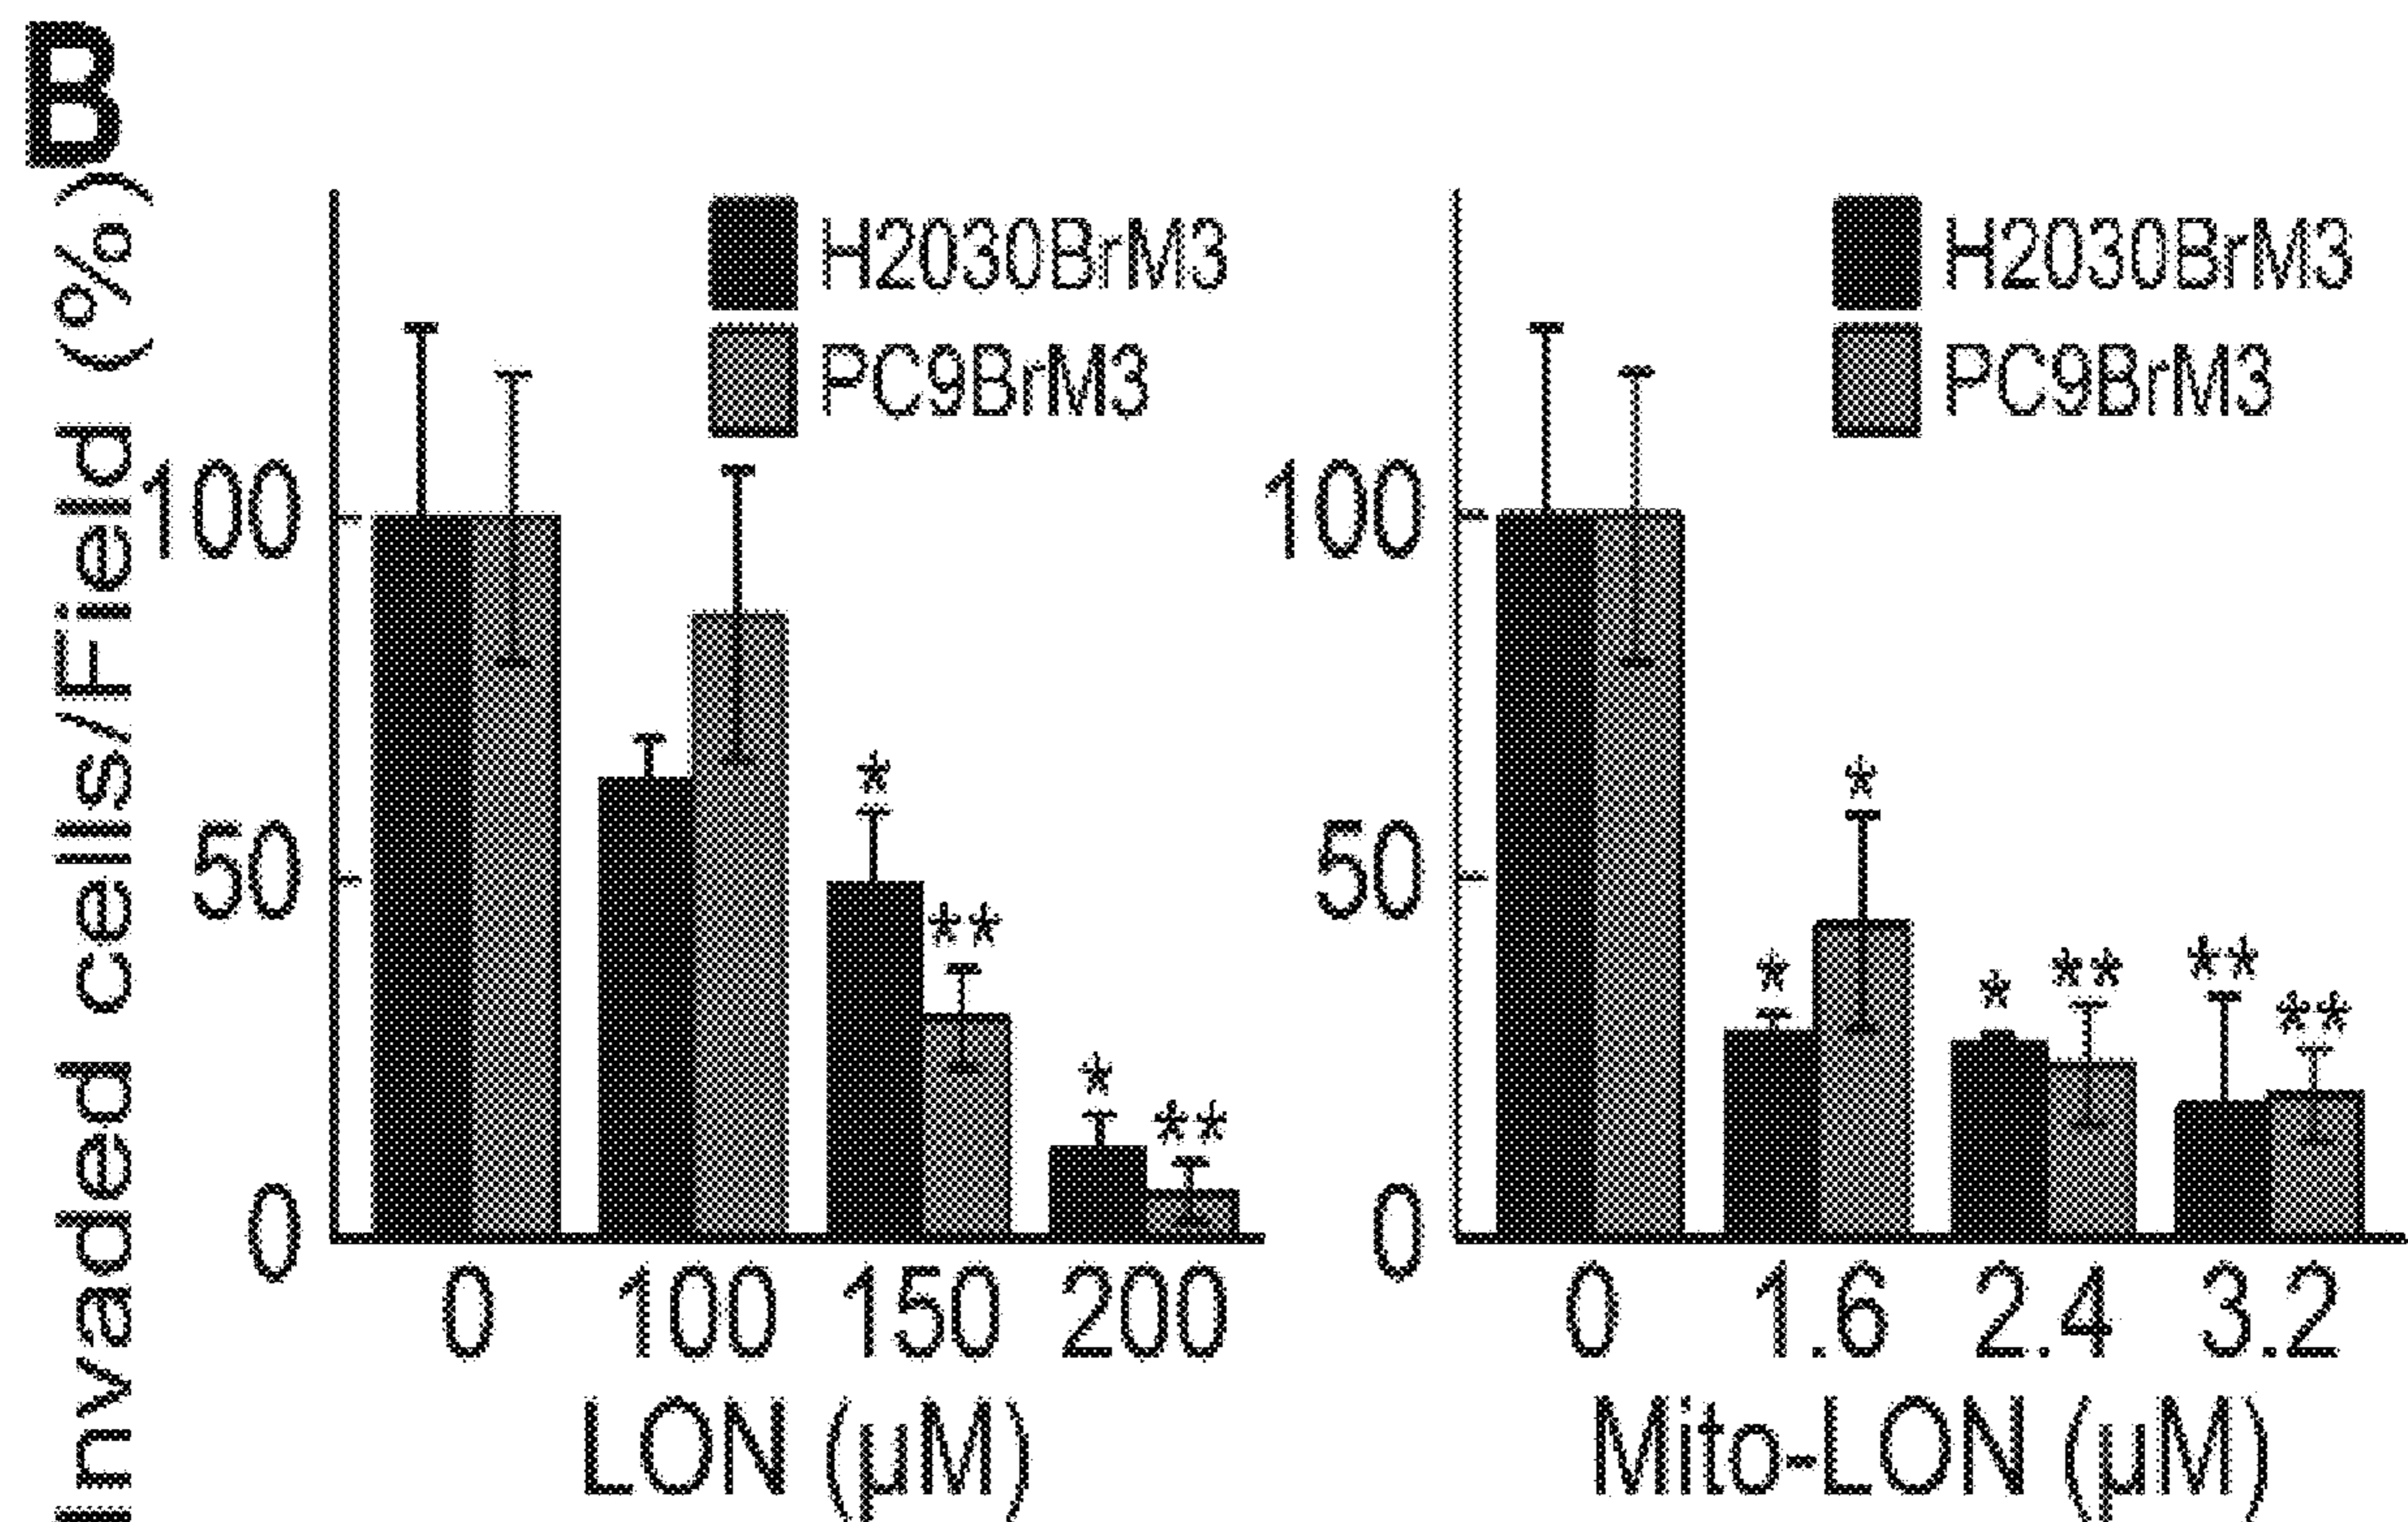 B
Invaded cells/Field (%)
H2030BrM3
PC9BrM3
100
50
0
*
**
*
**
0 100 150 200
LON (µM)
H2030BrM3
PC9BrM3
100
50
0
*
*
*
**
**
**
0 1.6 2.4 3.2
Mito-LON (µM)